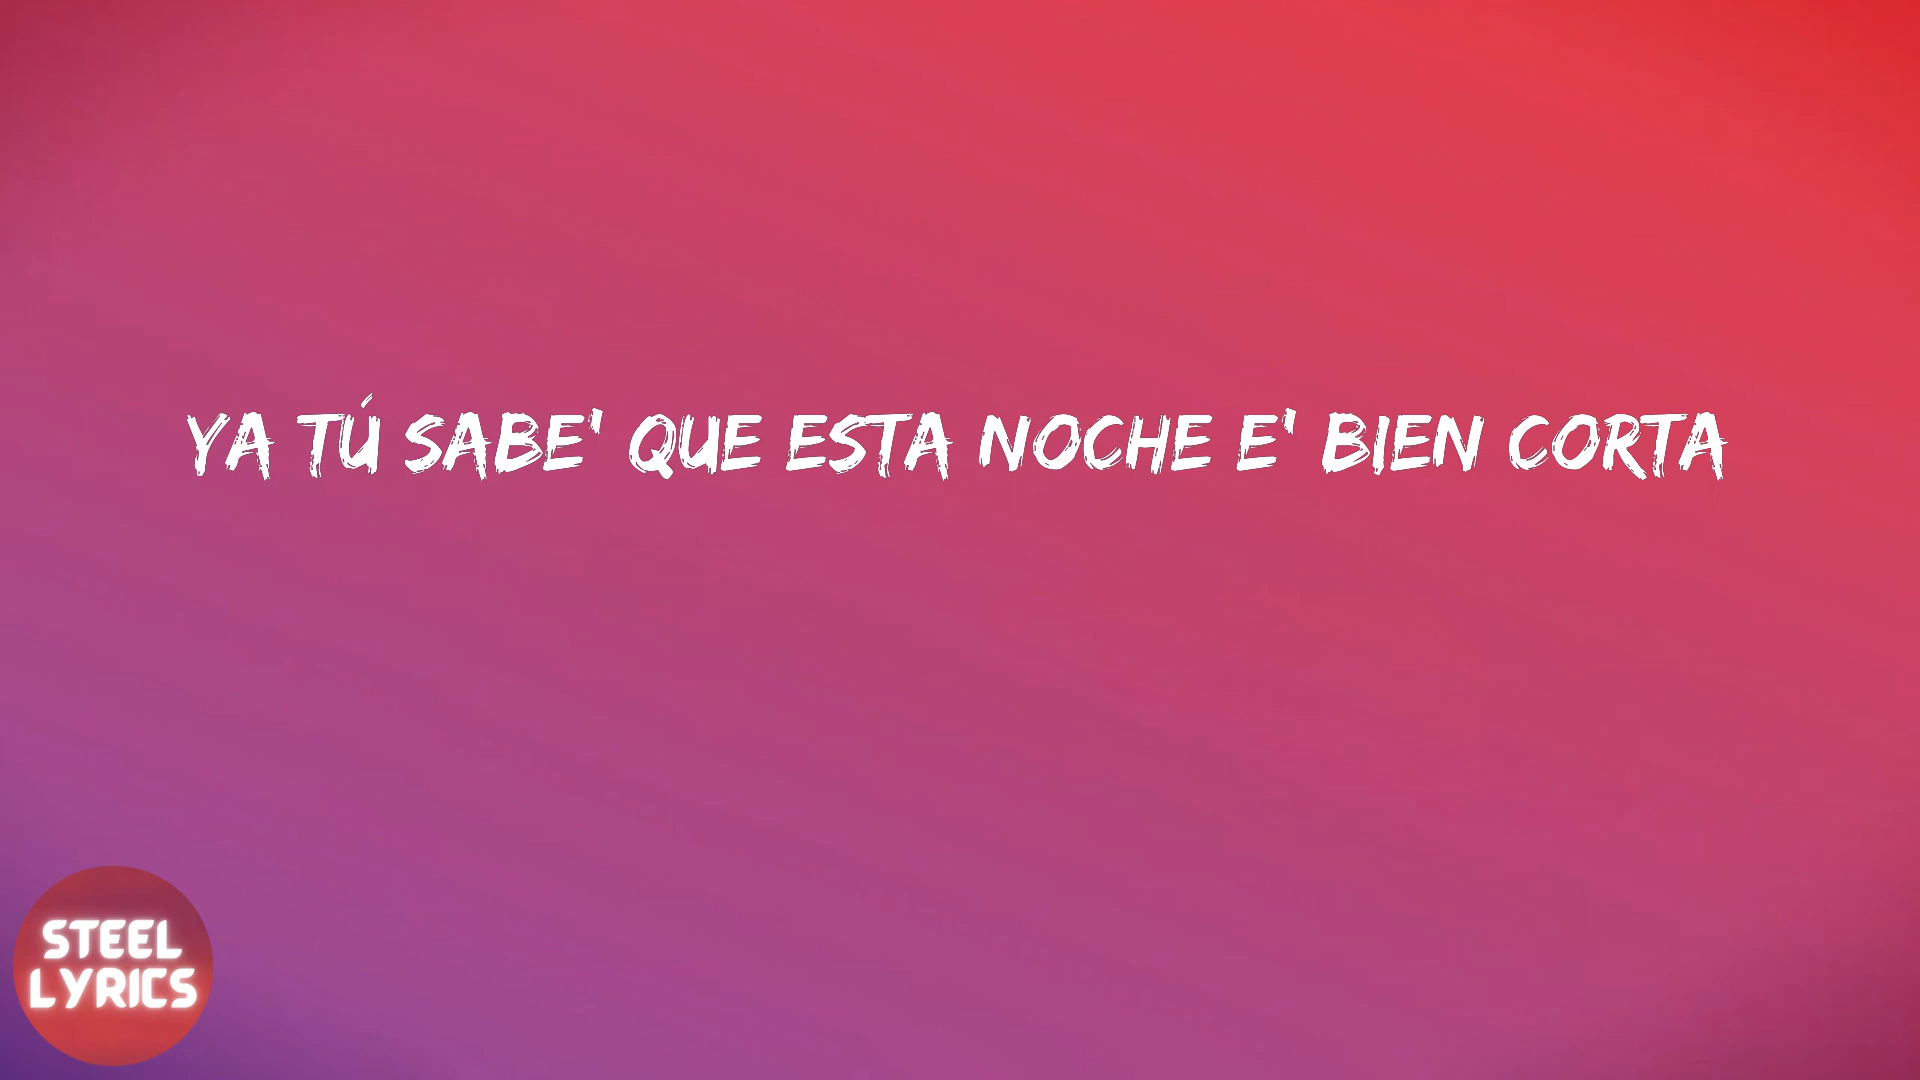 YA TÚ SABE' QUE ESTA NOCHE E' BIEN CORTA
STEEL
LYRICS